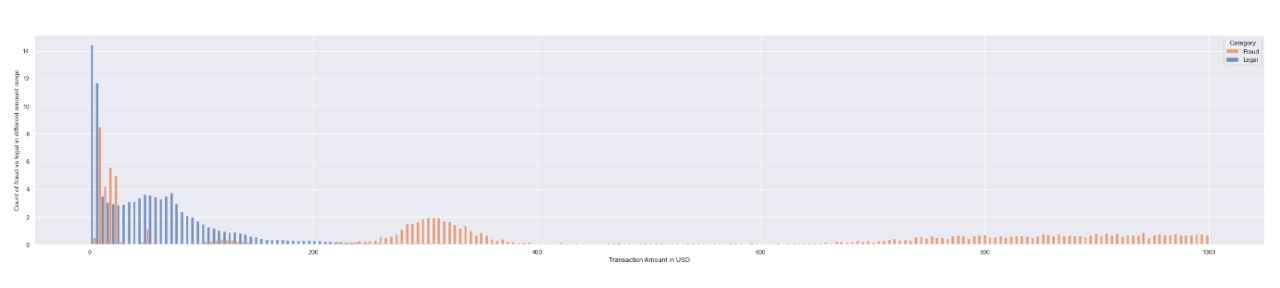 Category
Fraud
Legal
14
12
10
8
6
4
2
0
Count of fraud vs legal in different amount range
0
200
400
600
800
1000
Transaction Amount in USD